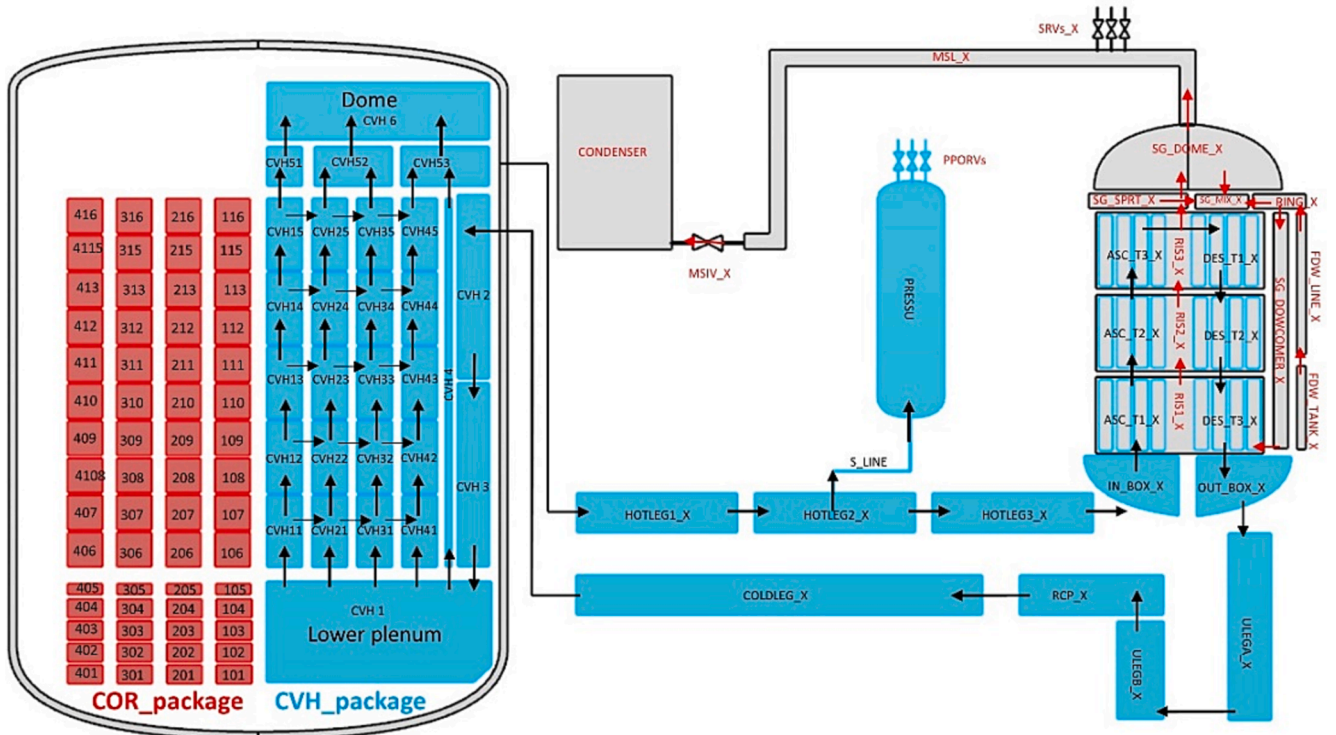 SRVs_X
MSL_X
Dome
CVH 6
CONDENSER
PPORVs
SG_DOME_X
CVH51 CVH52 CVH53
SG_SPRT_X SG_MIX_X RING_X
416 316 216 116
CVH15 CVH25 CVH35 CVH45
4115 315 215 115
MSIV_X
ASC_T3_X RIS3_X DES_T1_X
FDW_LINE_X
413 313 213 113
CVH 2
CVH14 CVH24 CVH34 CVH44
PRESSU
SG_DOWCOMER_X
412 312 212 112
ASC_T2_X RIS2_X DES_T2_X
411 311 211 111
CVH13 CVH23 CVH33 CVH43
CVH 4
410 310 210 110
FDW_TANK_X
ASC_T1_X RIS1_X DES_T3_X
409 309 209 109
CVH12 CVH22 CVH32 CVH42
S_LINE
4108 308 208 108
CVH 3
IN_BOX_X OUT_BOX_X
407 307 207 107
HOTLEG1_X HOTLEG2_X HOTLEG3_X
CVH11 CVH21 CVH31 CVH41
406 306 206 106
405 305 205 105
COLDLEG_X RCP_X
404 304 204 104
CVH 1
403 303 203 103
Lower plenum
ULEGA_X
402 302 202 102
ULEGB_X
401 301 201 101
COR_package CVH_package